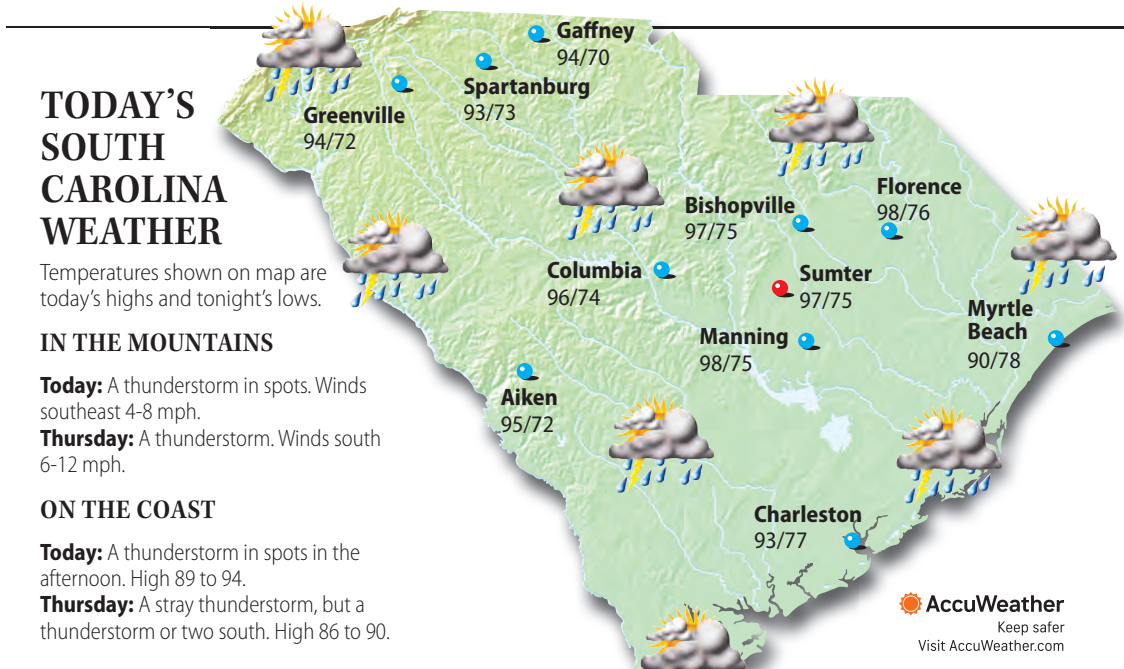 TODAY'S
SOUTH
CAROLINA
WEATHER
Temperatures shown on map are
today's highs and tonight's lows.
IN THE MOUNTAINS
Today: A thunderstorm in spots. Winds
southeast 4-8 mph.
Thursday: A thunderstorm. Winds south
6-12 mph.
ON THE COAST
Today: A thunderstorm in spots in the
afternoon. High 89 to 94.
Thursday: A stray thunderstorm, but a
thunderstorm or two south. High 86 to 90.
Gaffney
94/70
Spartanburg
93/73
Greenville
94/72
Bishopville
97/75
Florence
98/76
Columbia
96/74
Sumter
97/75
Myrtle
Beach
90/78
Manning
98/75
Aiken
95/72
Charleston
93/77
AccuWeather
Keep safer
Visit AccuWeather.com